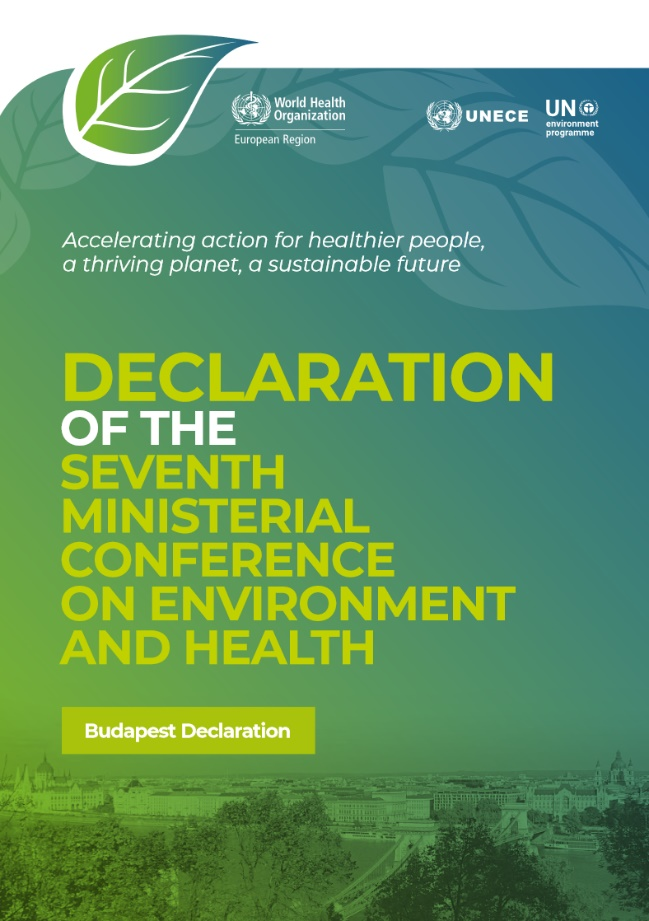 World Health
Organization
European Region
UNECE
UN
environment
programme
Accelerating action for healthier people,
a thriving planet, a sustainable future
DECLARATION
OF THE
SEVENTH
MINISTERIAL
CONFERENCE
ON ENVIRONMENT
AND HEALTH
Budapest Declaration